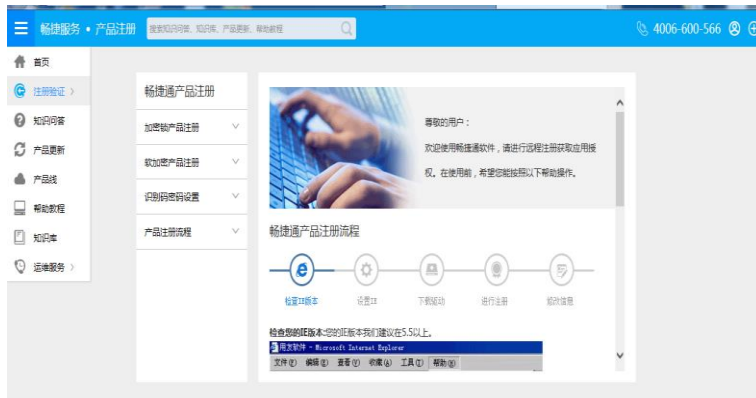 畅捷服务 • 产品注册
搜索知识问答、知识库、产品更新、帮助教程
4006-600-566
首页
注册验证
知识问答
产品更新
产品线
帮助教程
知识库
运维服务
畅捷通产品注册
加密锁产品注册
软加密产品注册
识别码密码设置
产品注册流程
尊敬的用户：
欢迎使用畅捷通软件，请进行远程注册获取应用授
权。在使用前，希望您能按照以下帮助操作。
畅捷通产品注册流程
检查IE版本
设置IE
下载驱动
进行注册
修改信息
检查您的IE版本:您的IE版本我们建议在5.5以上。
用友软件 - Microsoft Internet Explorer
文件(F) 编辑(E) 查看(V) 收藏(A) 工具(T) 帮助(H)